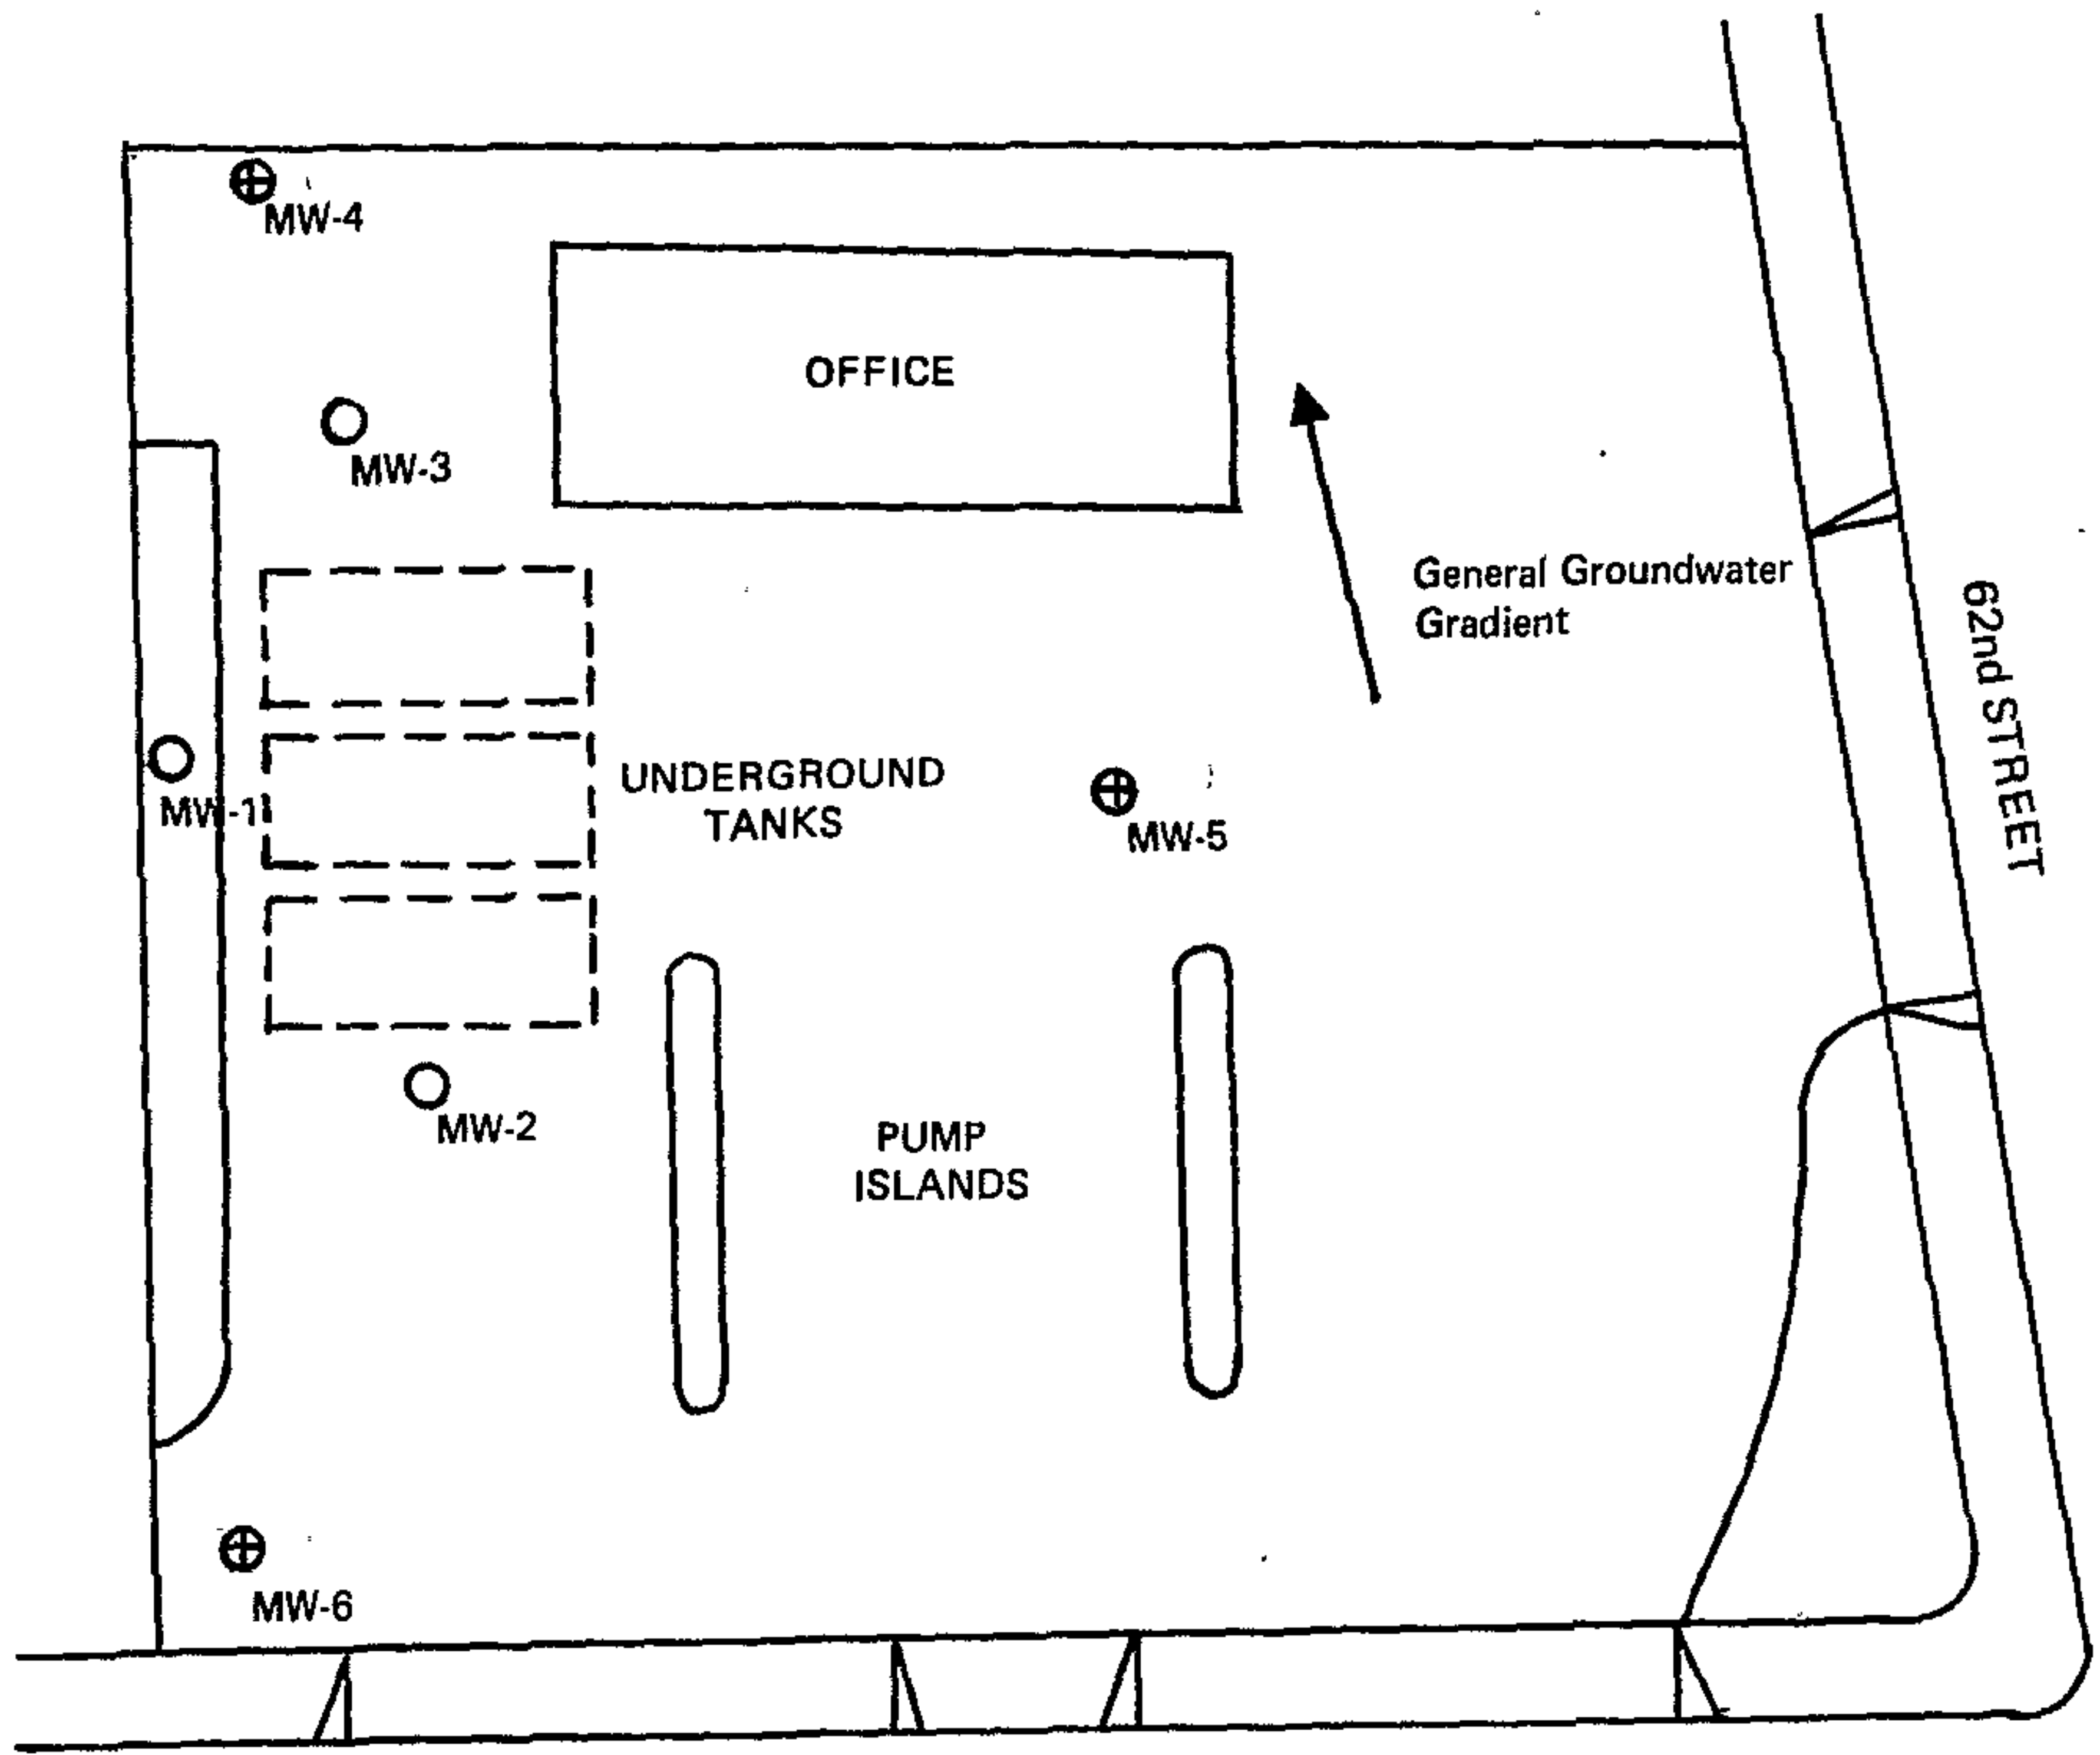 MW-4
OFFICE
MW-3
General Groundwater
Gradient
62nd STREET
UNDERGROUND
TANKS
MW-1
MW-5
MW-2
PUMP
ISLANDS
MW-6